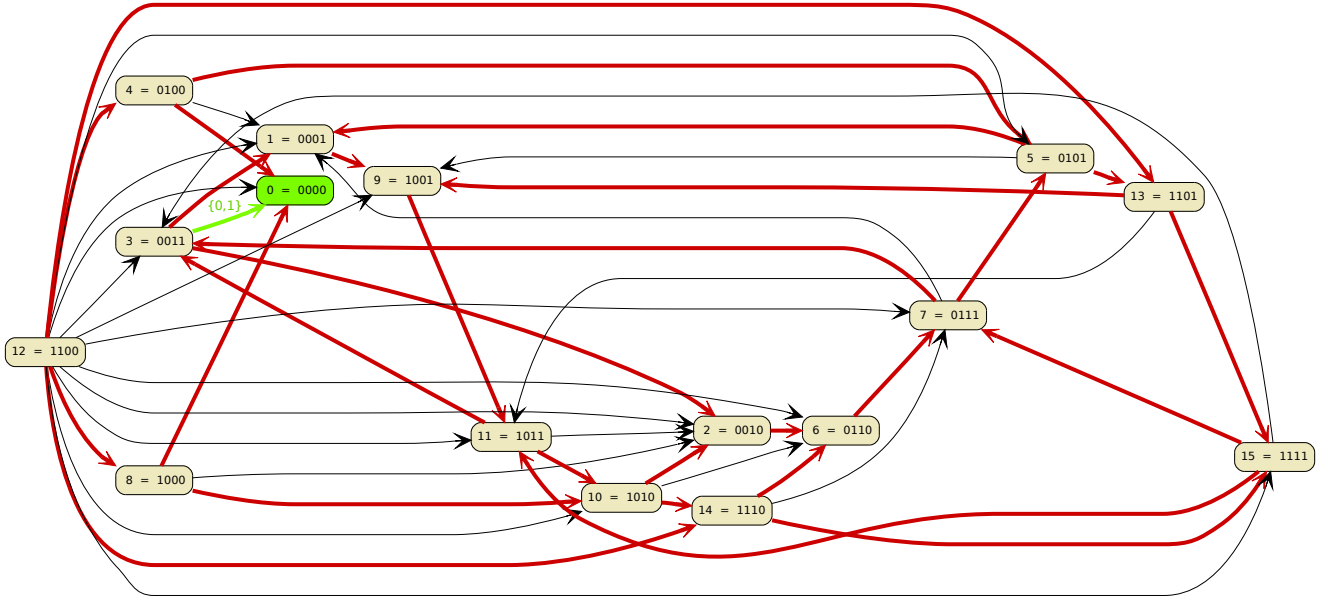 4 = 0100
1 = 0001
5 = 0101
9 = 1001
0 = 0000
13 = 1101
{0,1}
3 = 0011
7 = 0111
12 = 1100
2 = 0010
6 = 0110
11 = 1011
15 = 1111
8 = 1000
10 = 1010
14 = 1110